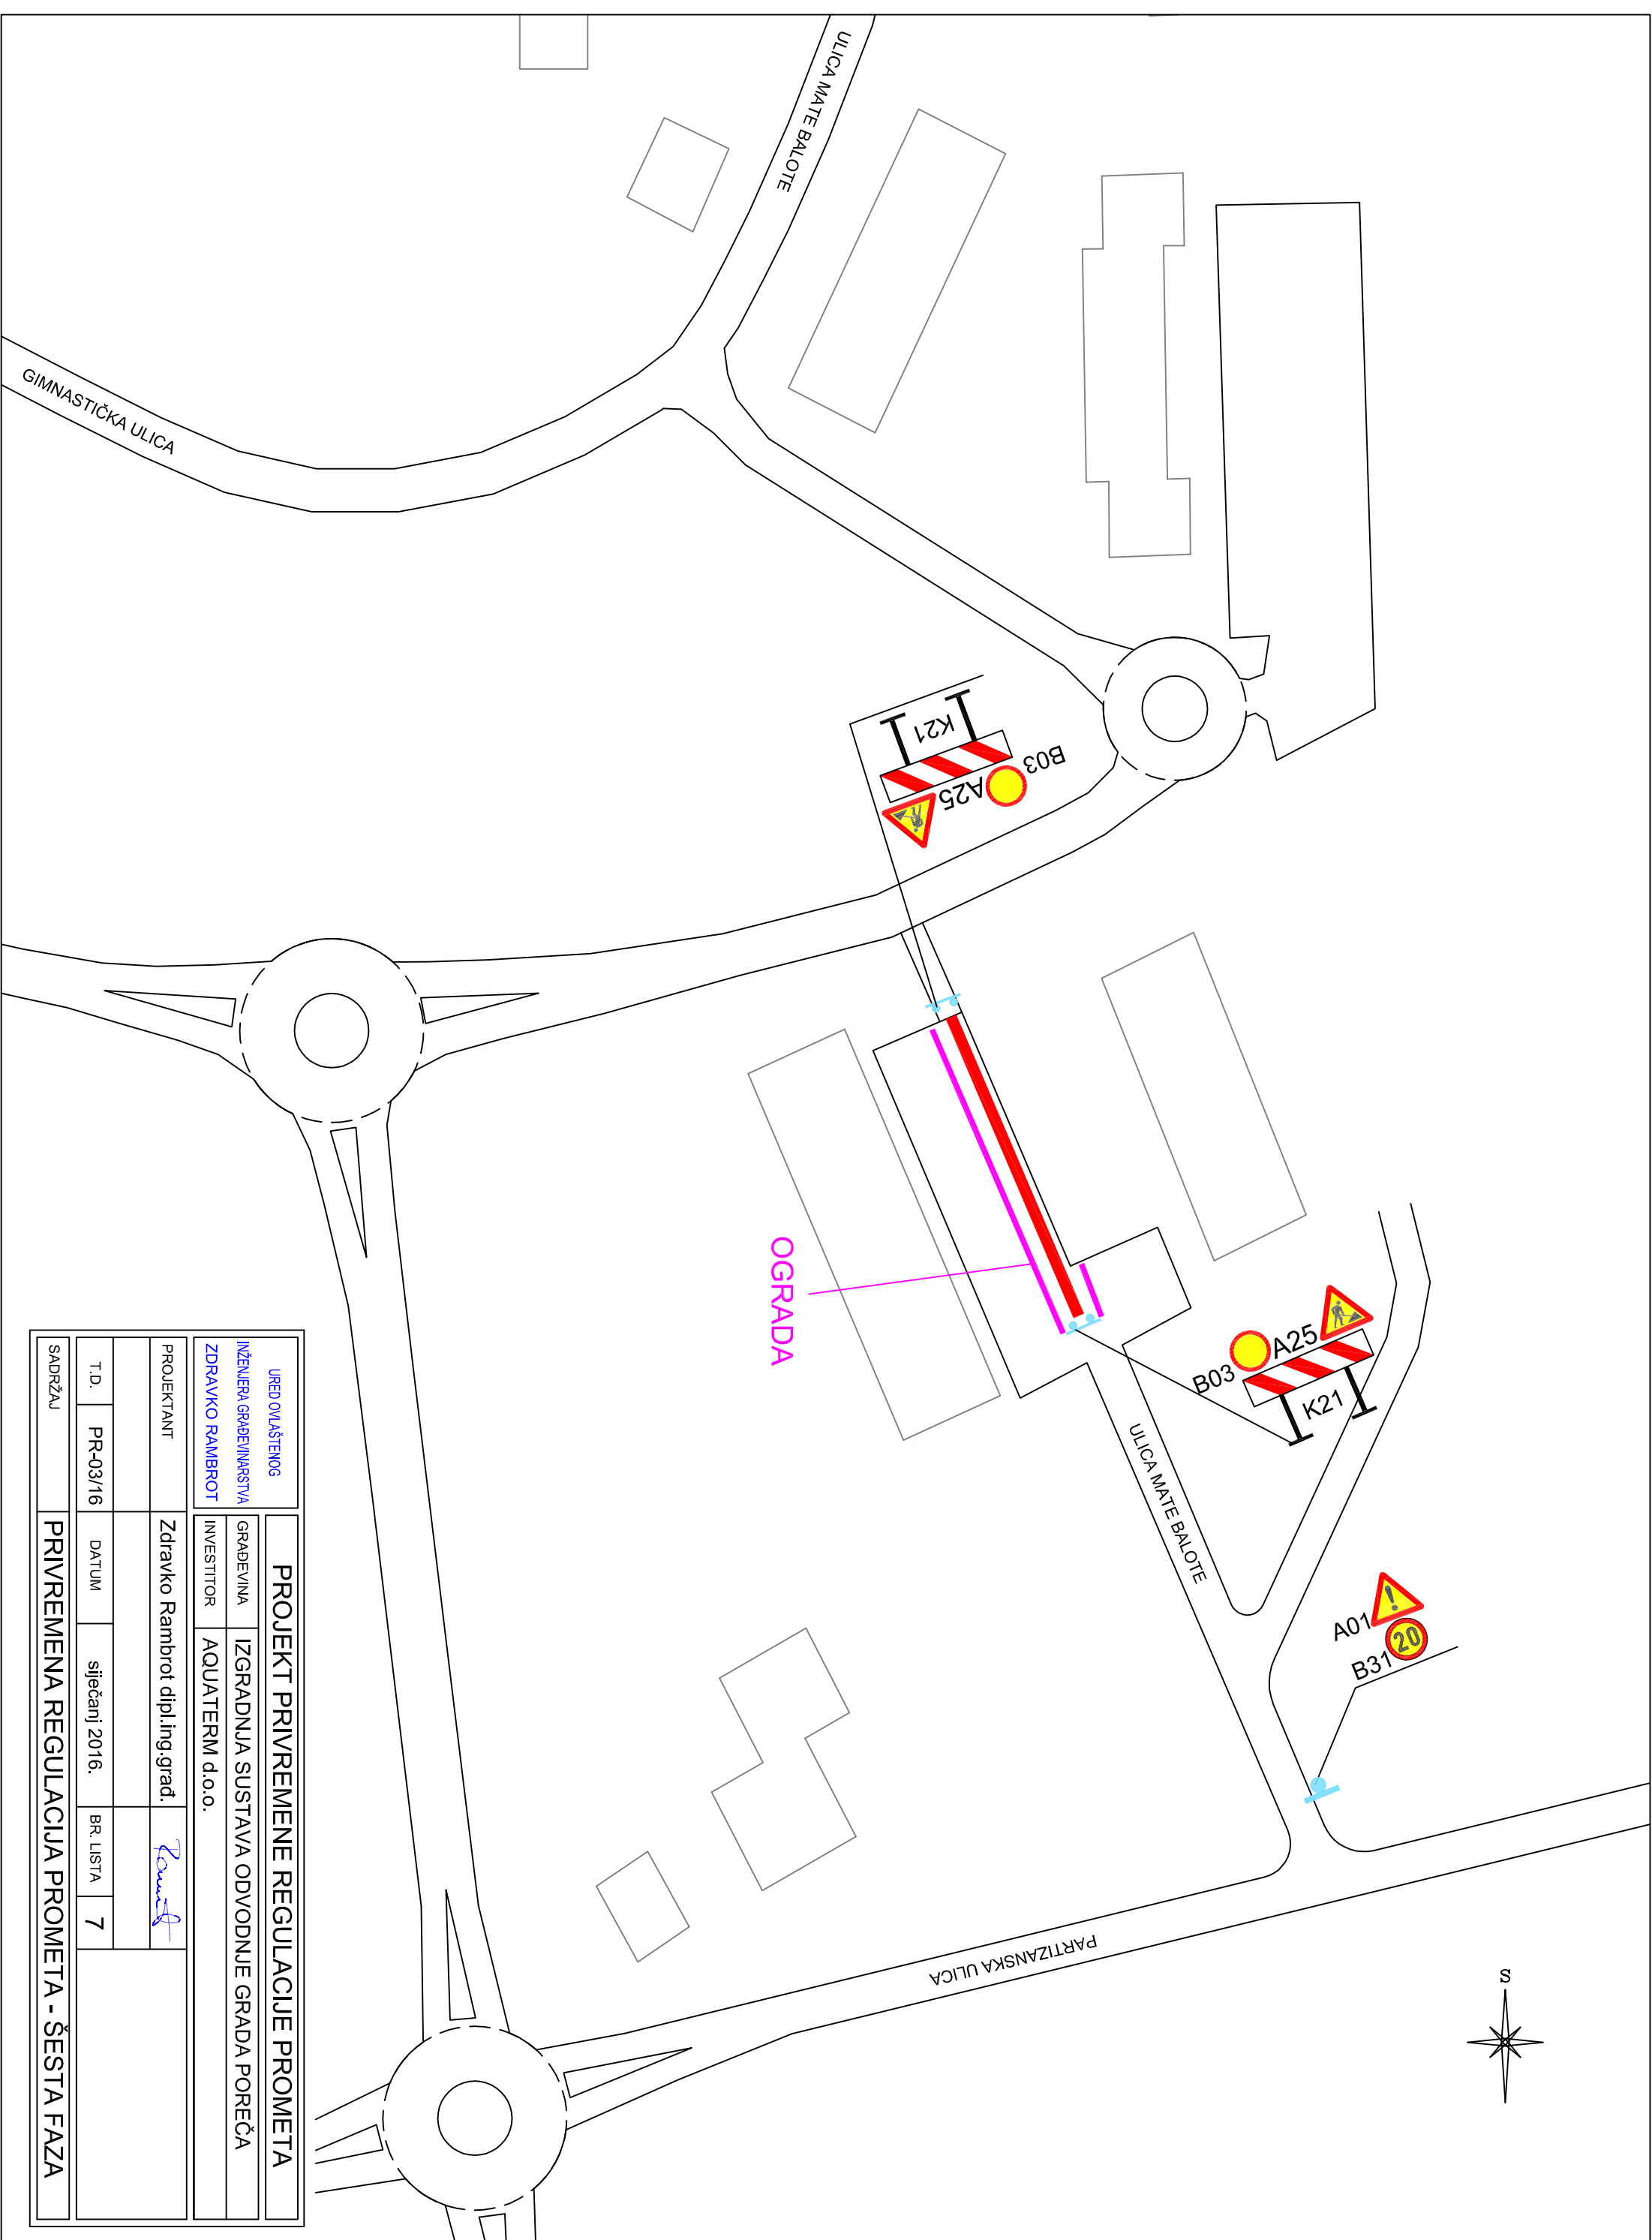 ULICA MATE BALOTE
GIMNASTIČKA ULICA
K21
A25
B03
OGRADA
A25
B03
K21
ULICA MATE BALOTE
A01
20
B31
PARTIZANSKA ULICA
S
URED OVLAŠTENOG
INŽENJERA GRAĐEVINARSTVA
ZDRAVKO RAMBROT
PROJEKT PRIVREMENE REGULACIJE PROMETA
GRAĐEVINA IZGRADNJA SUSTAVA ODVODNJE GRADA POREČA
INVESTITOR AQUATERM d.o.o.
PROJEKTANT Zdravko Rambrot dipl.ing.građ.
T.D. PR-03/16 DATUM siječanj 2016. BR. LISTA 7
SADRŽAJ PRIVREMENA REGULACIJA PROMETA - ŠESTA FAZA